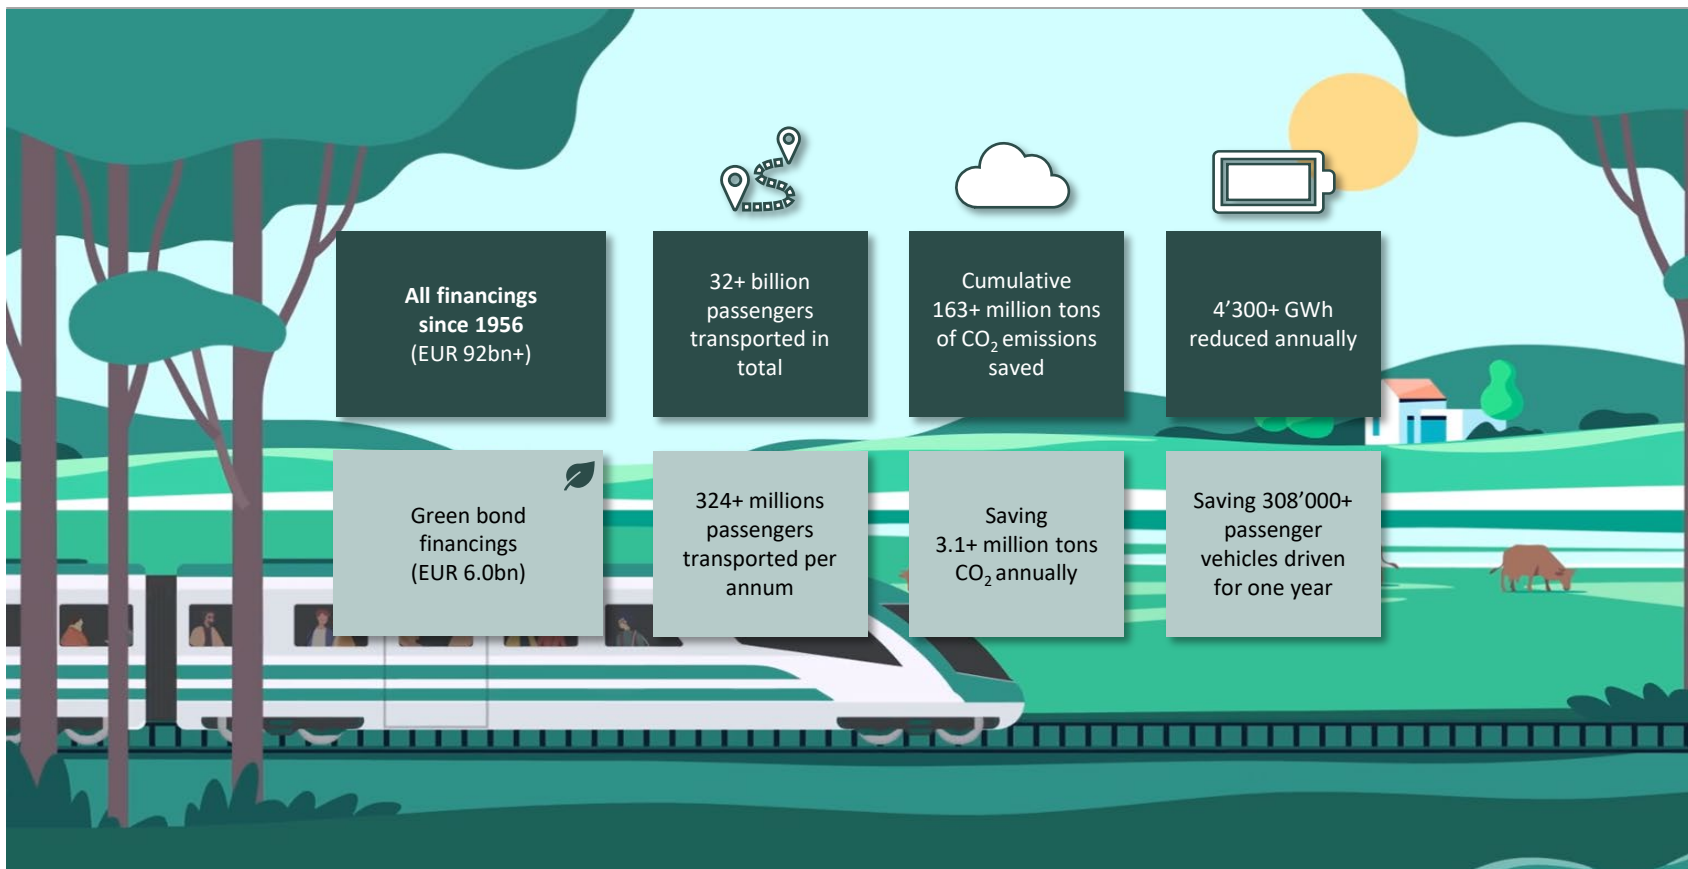 All financings
since 1956
(EUR 92bn+)
32+ billion
passengers
transported in
total
Cumulative
163+ million tons
of CO₂ emissions
saved
4’300+ GWh
reduced annually
Green bond
financings
(EUR 6.0bn)
324+ millions
passengers
transported per
annum
Saving
3.1+ million tons
CO₂ annually
Saving 308’000+
passenger
vehicles driven
for one year